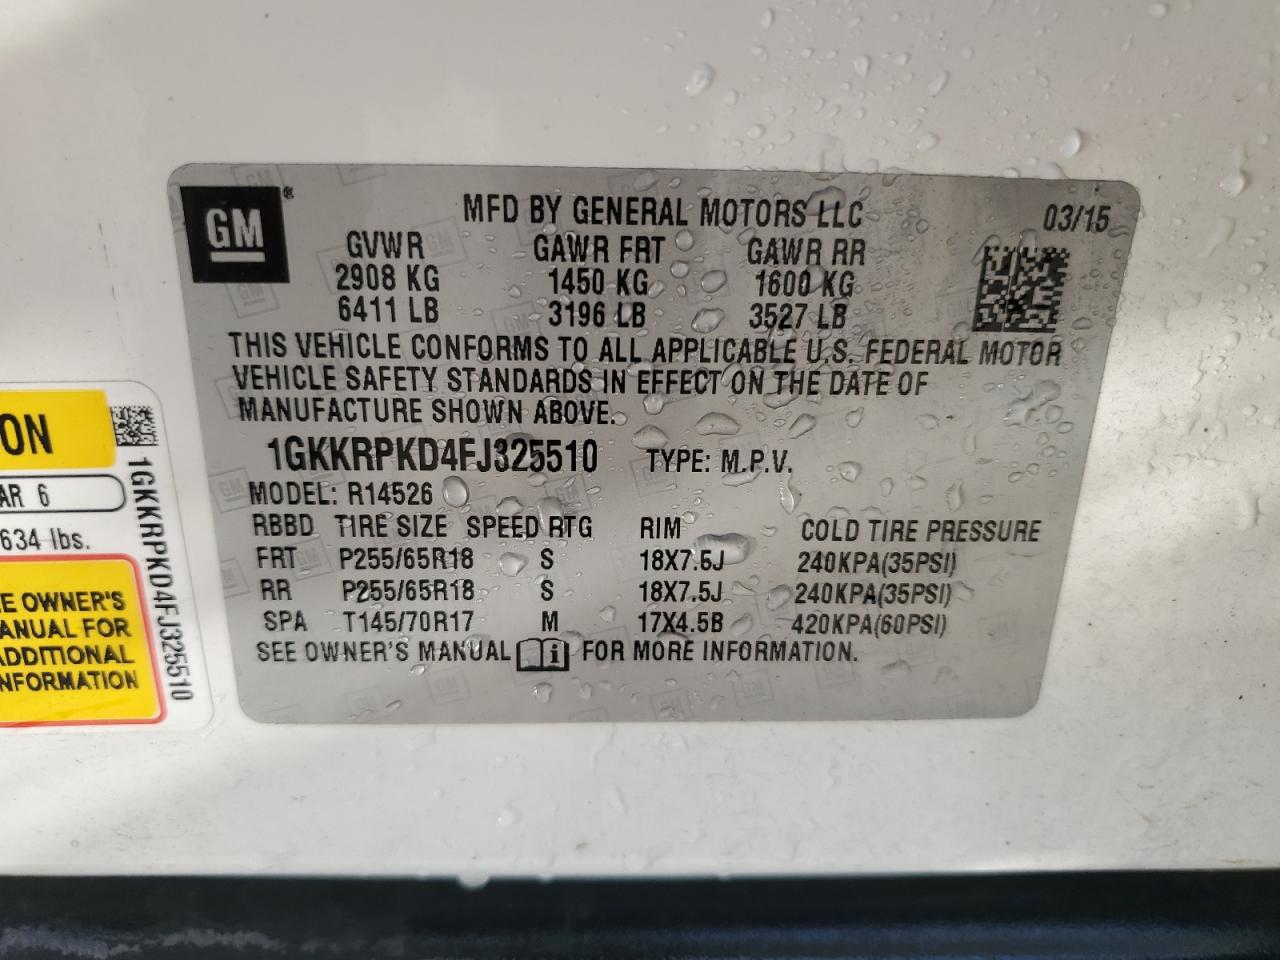 GM ®
MFD BY GENERAL MOTORS LLC 03/15
GVWR GAWR FRT GAWR RR
2908 KG 1450 KG 1600 KG
6411 LB 3196 LB 3527 LB
THIS VEHICLE CONFORMS TO ALL APPLICABLE U.S. FEDERAL MOTOR
VEHICLE SAFETY STANDARDS IN EFFECT ON THE DATE OF
MANUFACTURE SHOWN ABOVE.
1GKKRPKD4FJ325510 TYPE: M.P.V.
MODEL: R14526
RBBD TIRE SIZE SPEED RTG RIM COLD TIRE PRESSURE
FRT P255/65R18 S 18X7.5J 240KPA(35PSI)
RR P255/65R18 S 18X7.5J 240KPA(35PSI)
SPA T145/70R17 M 17X4.5B 420KPA(60PSI)
SEE OWNER'S MANUAL i FOR MORE INFORMATION.
ON
AR 6
634 lbs.
EE OWNER'S
ANUAL FOR
ADDITIONAL
NFORMATION
1GKKRPKD4FJ325510